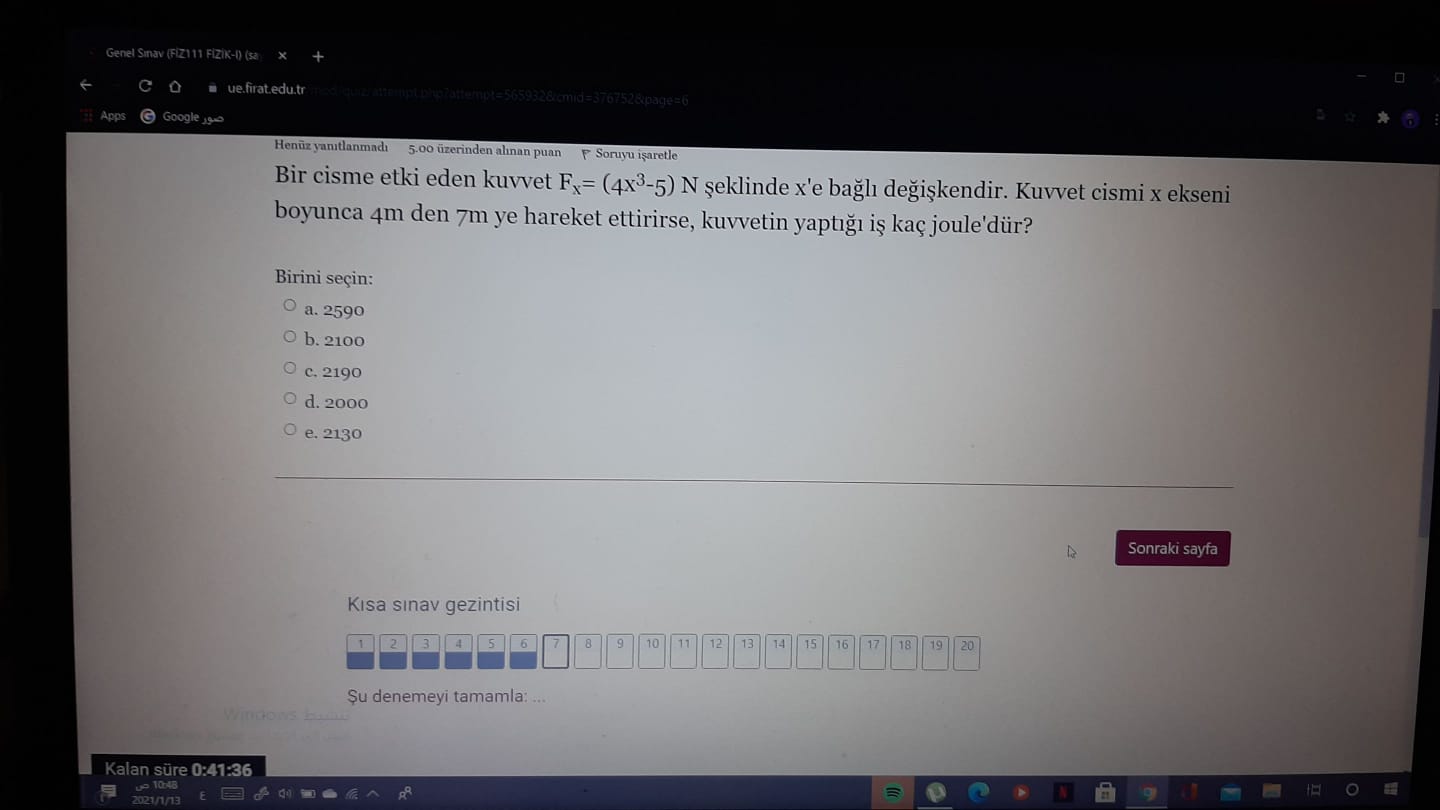 Genel Sınav (FİZ111 FİZİK-I) (sa
ue.firat.edu.tr/mod/quiz/attempt.php?attempt=565932&cmid=376752&page=6
Apps
Google صور
Henüz yanıtlanmadı 5.00 üzerinden alınan puan Soruyu işaretle
Bir cisme etki eden kuvvet Fₓ= (4x³-5) N şeklinde x'e bağlı değişkendir. Kuvvet cismi x ekseni
boyunca 4m den 7m ye hareket ettirirse, kuvvetin yaptığı iş kaç joule'dür?
Birini seçin:
a. 2590
b. 2100
c. 2190
d. 2000
e. 2130
Sonraki sayfa
Kısa sınav gezintisi
1 2 3 4 5 6 7 8 9 10 11 12 13 14 15 16 17 18 19 20
Şu denemeyi tamamla: ...
تنشيط Windows
Kalan süre 0:41:36
10:48 ص
2021/1/13
ع